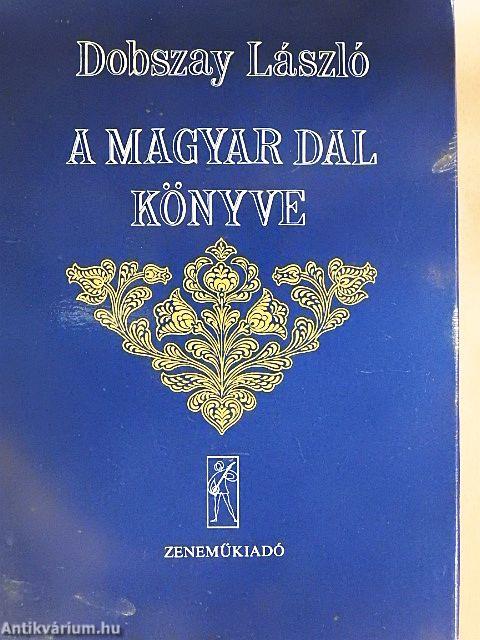 Dobszay László
A MAGYAR DAL
KÖNYVE
ZENEMŰKIADÓ
Antikvárium.hu